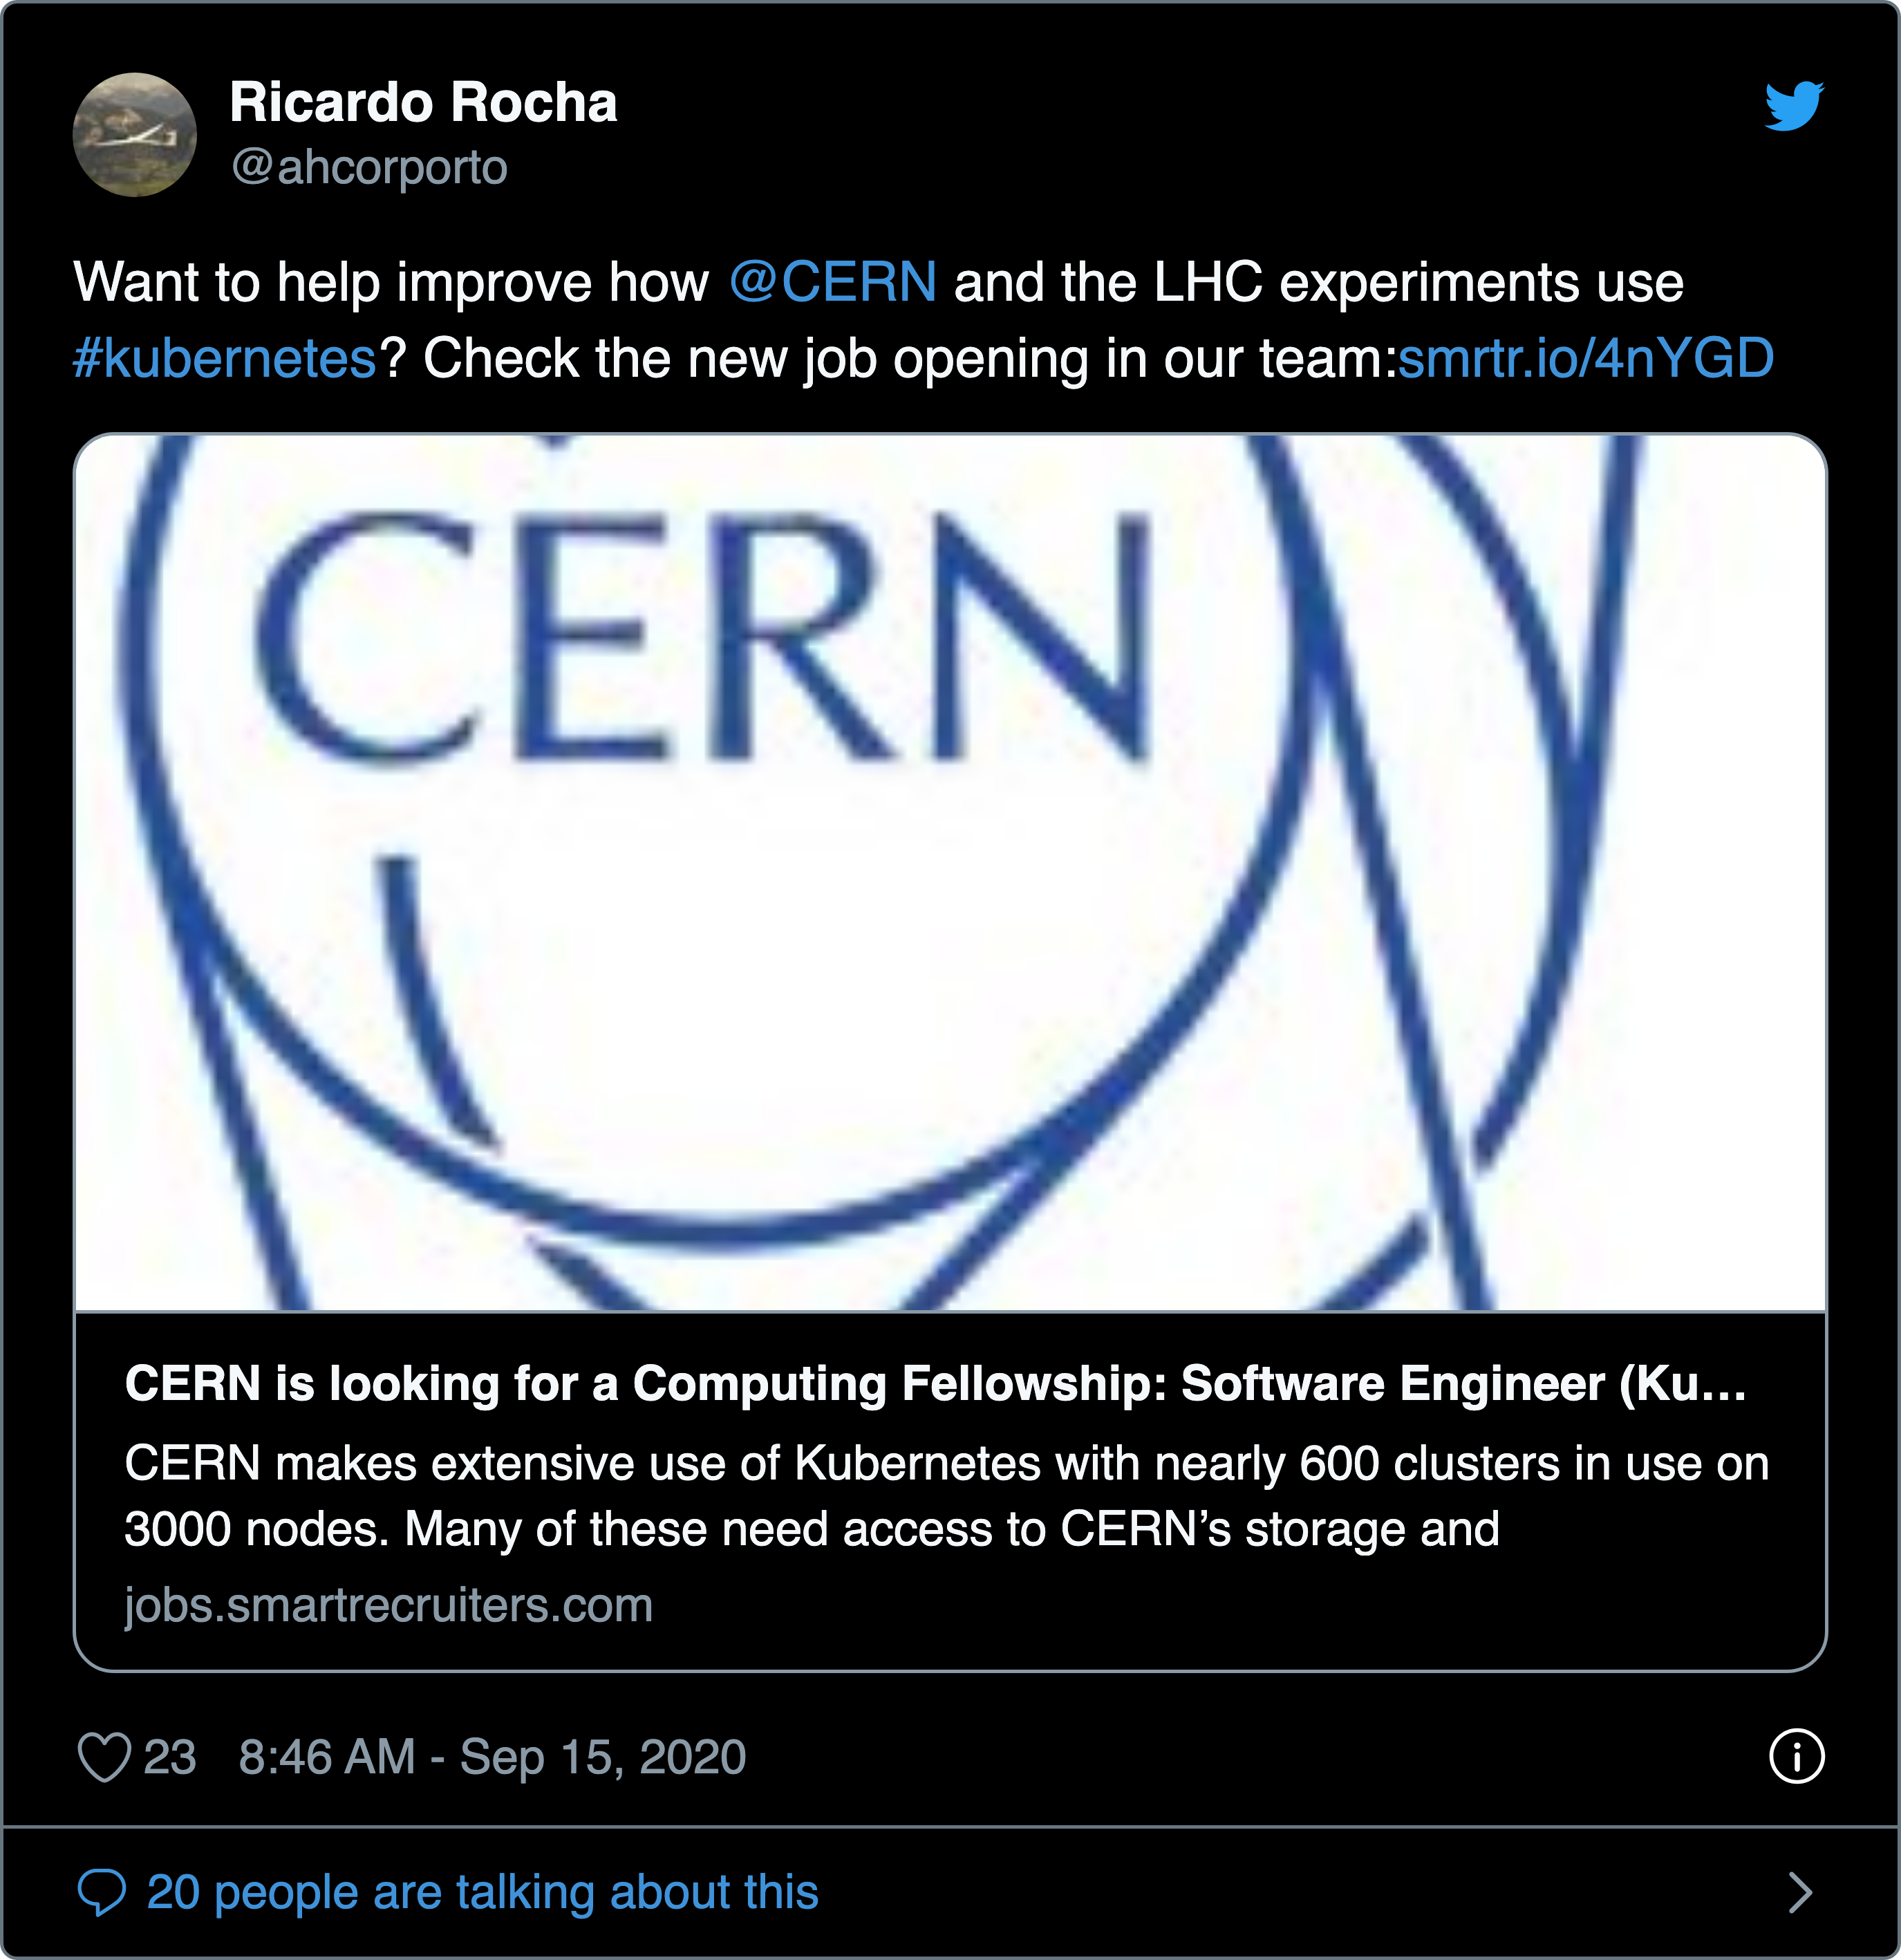 Ricardo Rocha
@ahcorporto
Want to help improve how @CERN and the LHC experiments use
#kubernetes? Check the new job opening in our team:smrtr.io/4nYGD
CERN
CERN is looking for a Computing Fellowship: Software Engineer (Ku...
CERN makes extensive use of Kubernetes with nearly 600 clusters in use on
3000 nodes. Many of these need access to CERN’s storage and
jobs.smartrecruiters.com
23 8:46 AM - Sep 15, 2020
20 people are talking about this